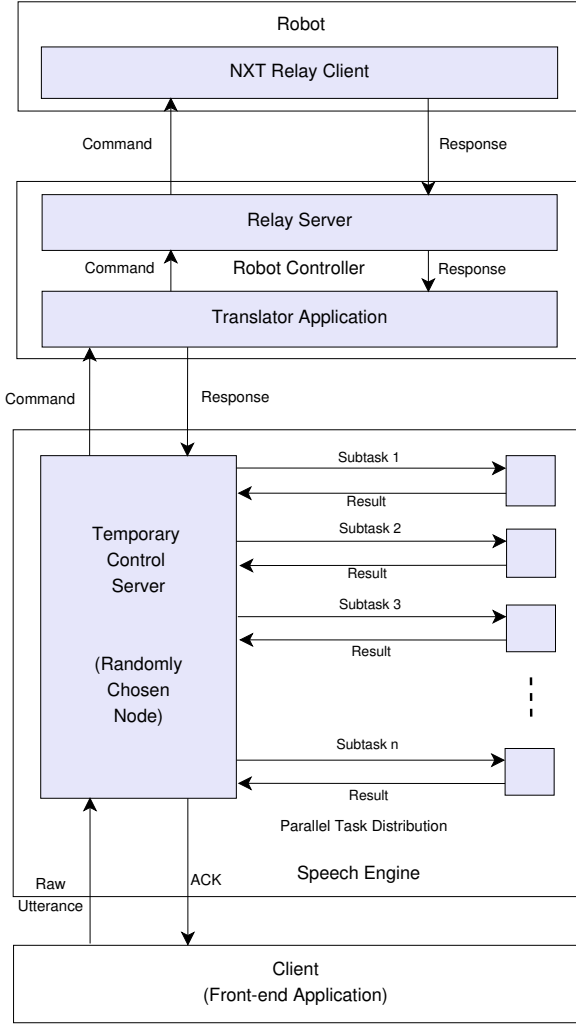 Robot
NXT Relay Client
Command
Response
Relay Server
Command
Robot Controller
Response
Translator Application
Command
Response
Subtask 1
Result
Subtask 2
Result
Subtask 3
Result
Temporary
Control
Server
(Randomly
Chosen
Node)
Subtask n
Result
Parallel Task Distribution
Speech Engine
Raw
Utterance
ACK
Client
(Front-end Application)